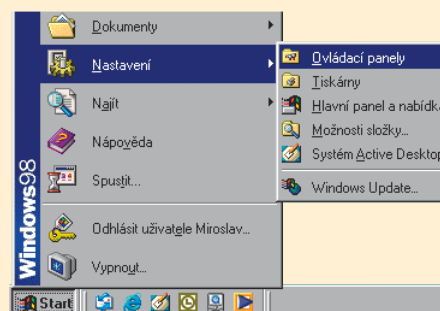 Dokumenty
Nastavení
Najít
Nápověda
Spustit...
Odhlásit uživatele Miroslav...
Vypnout...
Windows98
Ovládací panely
Tiskárny
Hlavní panel a nabídka
Možnosti složky...
Systém Active Desktop
Windows Update...
Start